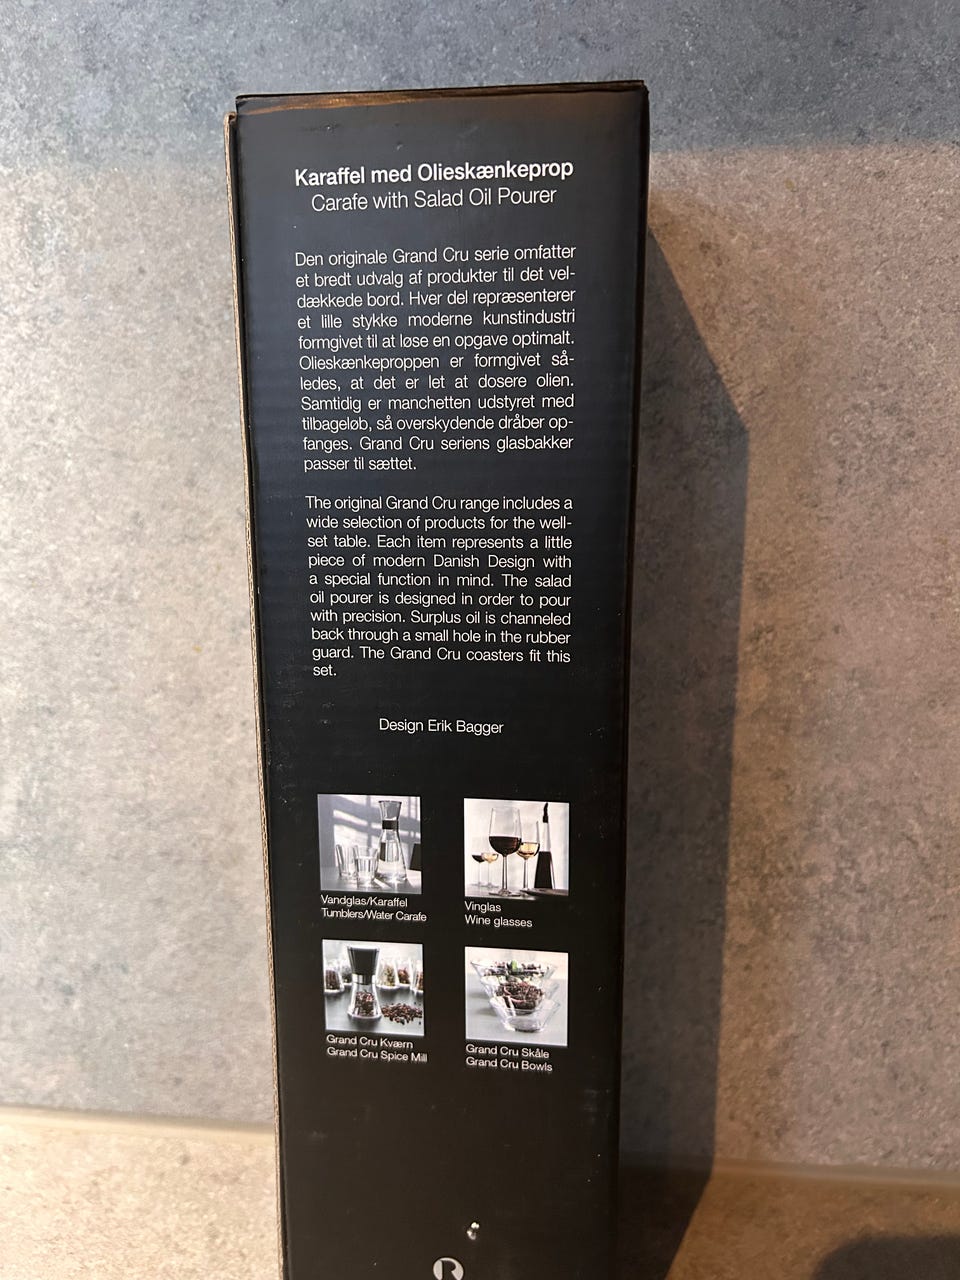 Karaffel med Olieskænkeprop
Carafe with Salad Oil Pourer
Den originale Grand Cru serie omfatter
et bredt udvalg af produkter til det vel-
dækkede bord. Hver del repræsenterer
et lille stykke moderne kunstindustri
formgivet til at løse en opgave optimalt.
Olieskænkeproppen er formgivet så-
ledes, at det er let at dosere olien.
Samtidig er manchetten udstyret med
tilbageløb, så overskydende dråber op-
fanges. Grand Cru seriens glasbakker
passer til sættet.
The original Grand Cru range includes a
wide selection of products for the well-
set table. Each item represents a little
piece of modern Danish Design with
a special function in mind. The salad
oil pourer is designed in order to pour
with precision. Surplus oil is channeled
back through a small hole in the rubber
guard. The Grand Cru coasters fit this
set.
Design Erik Bagger
Vandglas/Karaffel
Tumblers/Water Carafe
Vinglas
Wine glasses
Grand Cru Kværn
Grand Cru Spice Mill
Grand Cru Skåle
Grand Cru Bowls
R